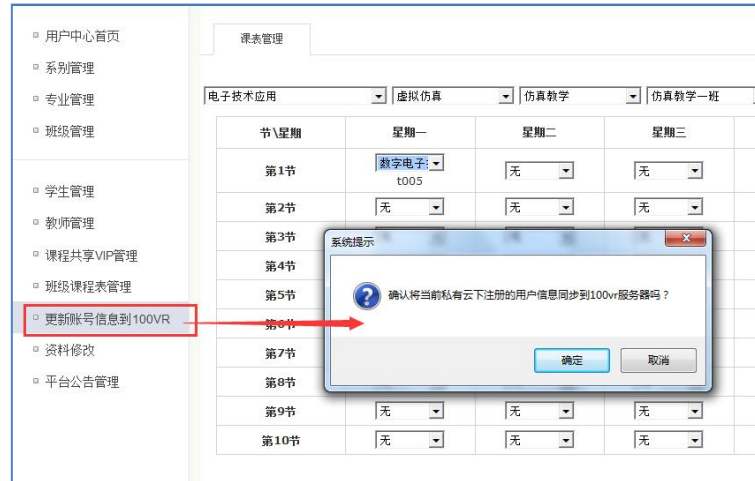 用户中心首页
系别管理
专业管理
班级管理
学生管理
教师管理
课程共享VIP管理
班级课程表管理
更新账号信息到100VR
资料修改
平台公告管理
课表管理
电子技术应用 虚拟仿真 仿真教学 仿真教学一班
节\星期 星期一 星期二 星期三
第1节 数字电子 无 无
t005
第2节 无 无 无
第3节
第4节
第5节
第6节
第7节
第8节
第9节 无 无 无
第10节 无 无 无
系统提示
确认将当前私有云下注册的用户信息同步到100vr服务器吗？
确定 取消